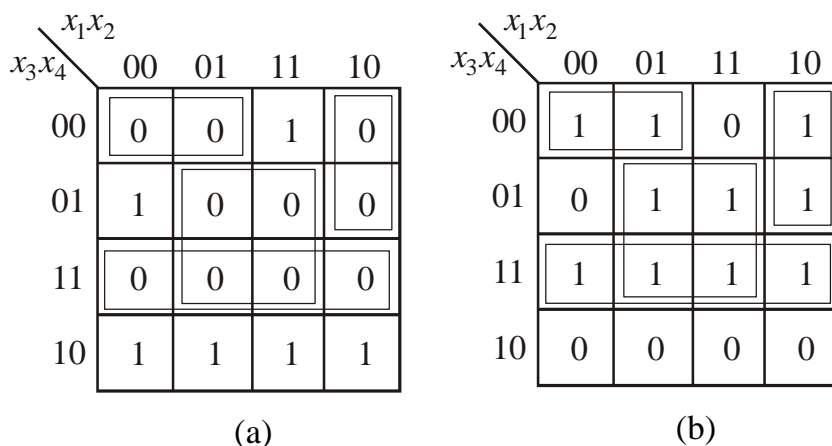 x₁x₂
x₃x₄ 00 01 11 10
00 0 0 1 0
01 1 0 0 0
11 0 0 0 0
10 1 1 1 1
(a)
x₁x₂
x₃x₄ 00 01 11 10
00 1 1 0 1
01 0 1 1 1
11 1 1 1 1
10 0 0 0 0
(b)